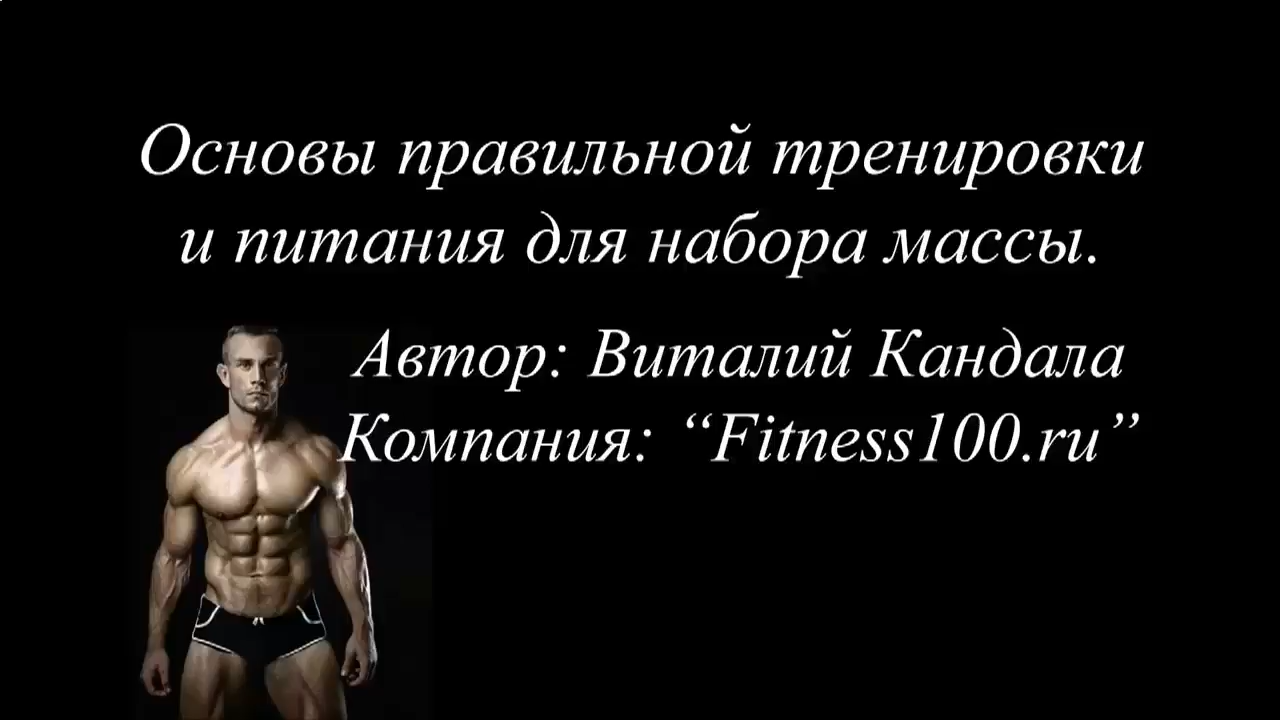 Основы правильной тренировки
и питания для набора массы.
Автор: Виталий Кандала
Компания: “Fitness100.ru”